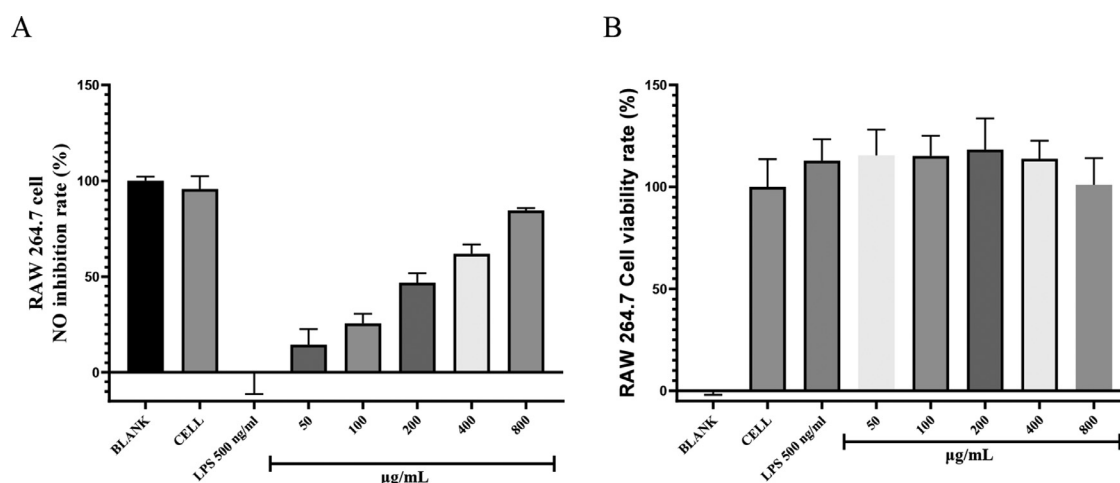 A
RAW 264.7 cell
NO inhibition rate (%)
150
100
50
0
BLANK
CELL
LPS 500 ng/ml
50
100
200
400
800
µg/mL
B
RAW 264.7 Cell viability rate (%)
150
100
50
0
BLANK
CELL
LPS 500 ng/ml
50
100
200
400
800
µg/mL